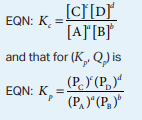 EQN: K_c = [C]^c [D]^d / [A]^a [B]^b
and that for (K_p, Q_p) is
EQN: K_p = (P_C)^c (P_D)^d / (P_A)^a (P_B)^b